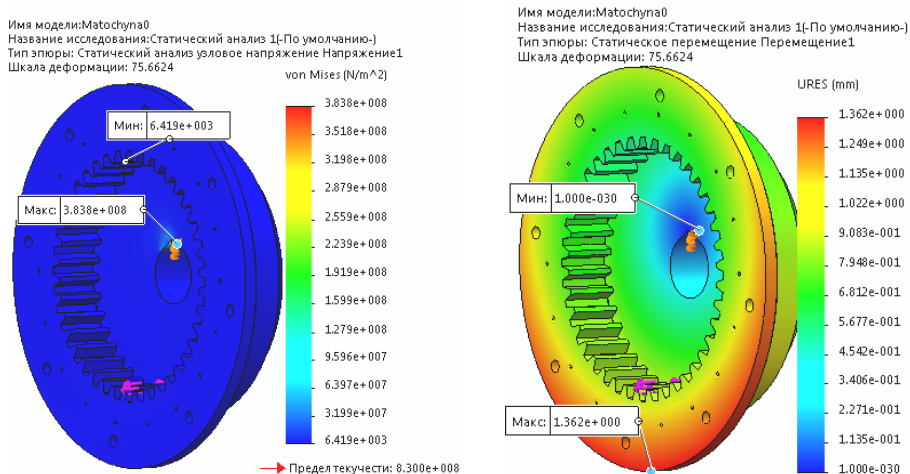 Имя модели:Matochyna0
Название исследования:Статический анализ 1(-По умолчанию-)
Тип эпюры: Статический анализ узловое напряжение Напряжение1
Шкала деформации: 75.6624
von Mises (N/m^2)
3.838e+008
3.518e+008
3.198e+008
2.879e+008
2.559e+008
2.239e+008
1.919e+008
1.599e+008
1.279e+008
9.596e+007
6.397e+007
3.199e+007
6.419e+003
Мин: 6.419e+003
Макс: 3.838e+008
Предел текучести: 8.300e+008
Имя модели:Matochyna0
Название исследования:Статический анализ 1(-По умолчанию-)
Тип эпюры: Статическое перемещение Перемещение1
Шкала деформации: 75.6624
URES (mm)
1.362e+000
1.249e+000
1.135e+000
1.022e+000
9.083e-001
7.948e-001
6.812e-001
5.677e-001
4.542e-001
3.406e-001
2.271e-001
1.135e-001
1.000e-030
Мин: 1.000e-030
Макс: 1.362e+000